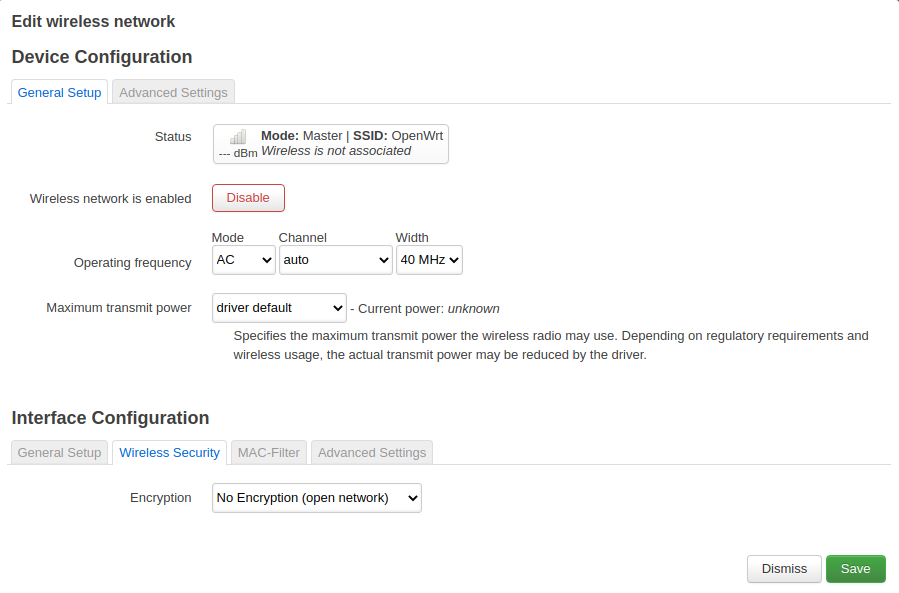 Edit wireless network
Device Configuration
General Setup Advanced Settings
Status
Mode: Master | SSID: OpenWrt
--- dBm Wireless is not associated
Wireless network is enabled Disable
Mode Channel Width
Operating frequency AC auto 40 MHz
Maximum transmit power driver default - Current power: unknown
Specifies the maximum transmit power the wireless radio may use. Depending on regulatory requirements and
wireless usage, the actual transmit power may be reduced by the driver.
Interface Configuration
General Setup Wireless Security MAC-Filter Advanced Settings
Encryption No Encryption (open network)
Dismiss Save